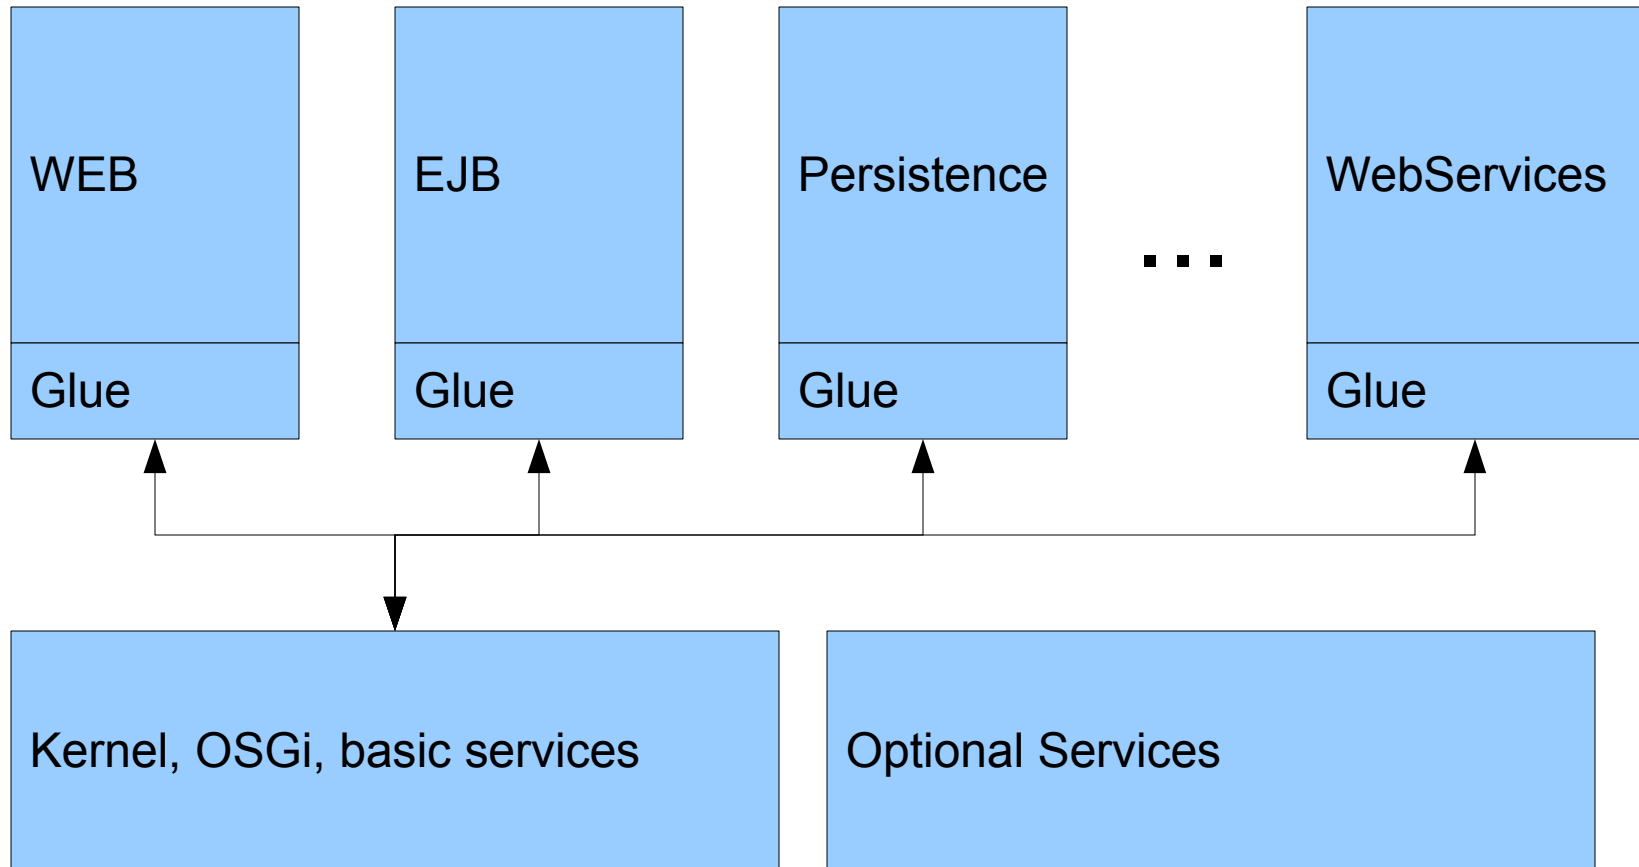 WEB
EJB
Persistence
WebServices
...
Glue
Glue
Glue
Glue
Kernel, OSGi, basic services
Optional Services